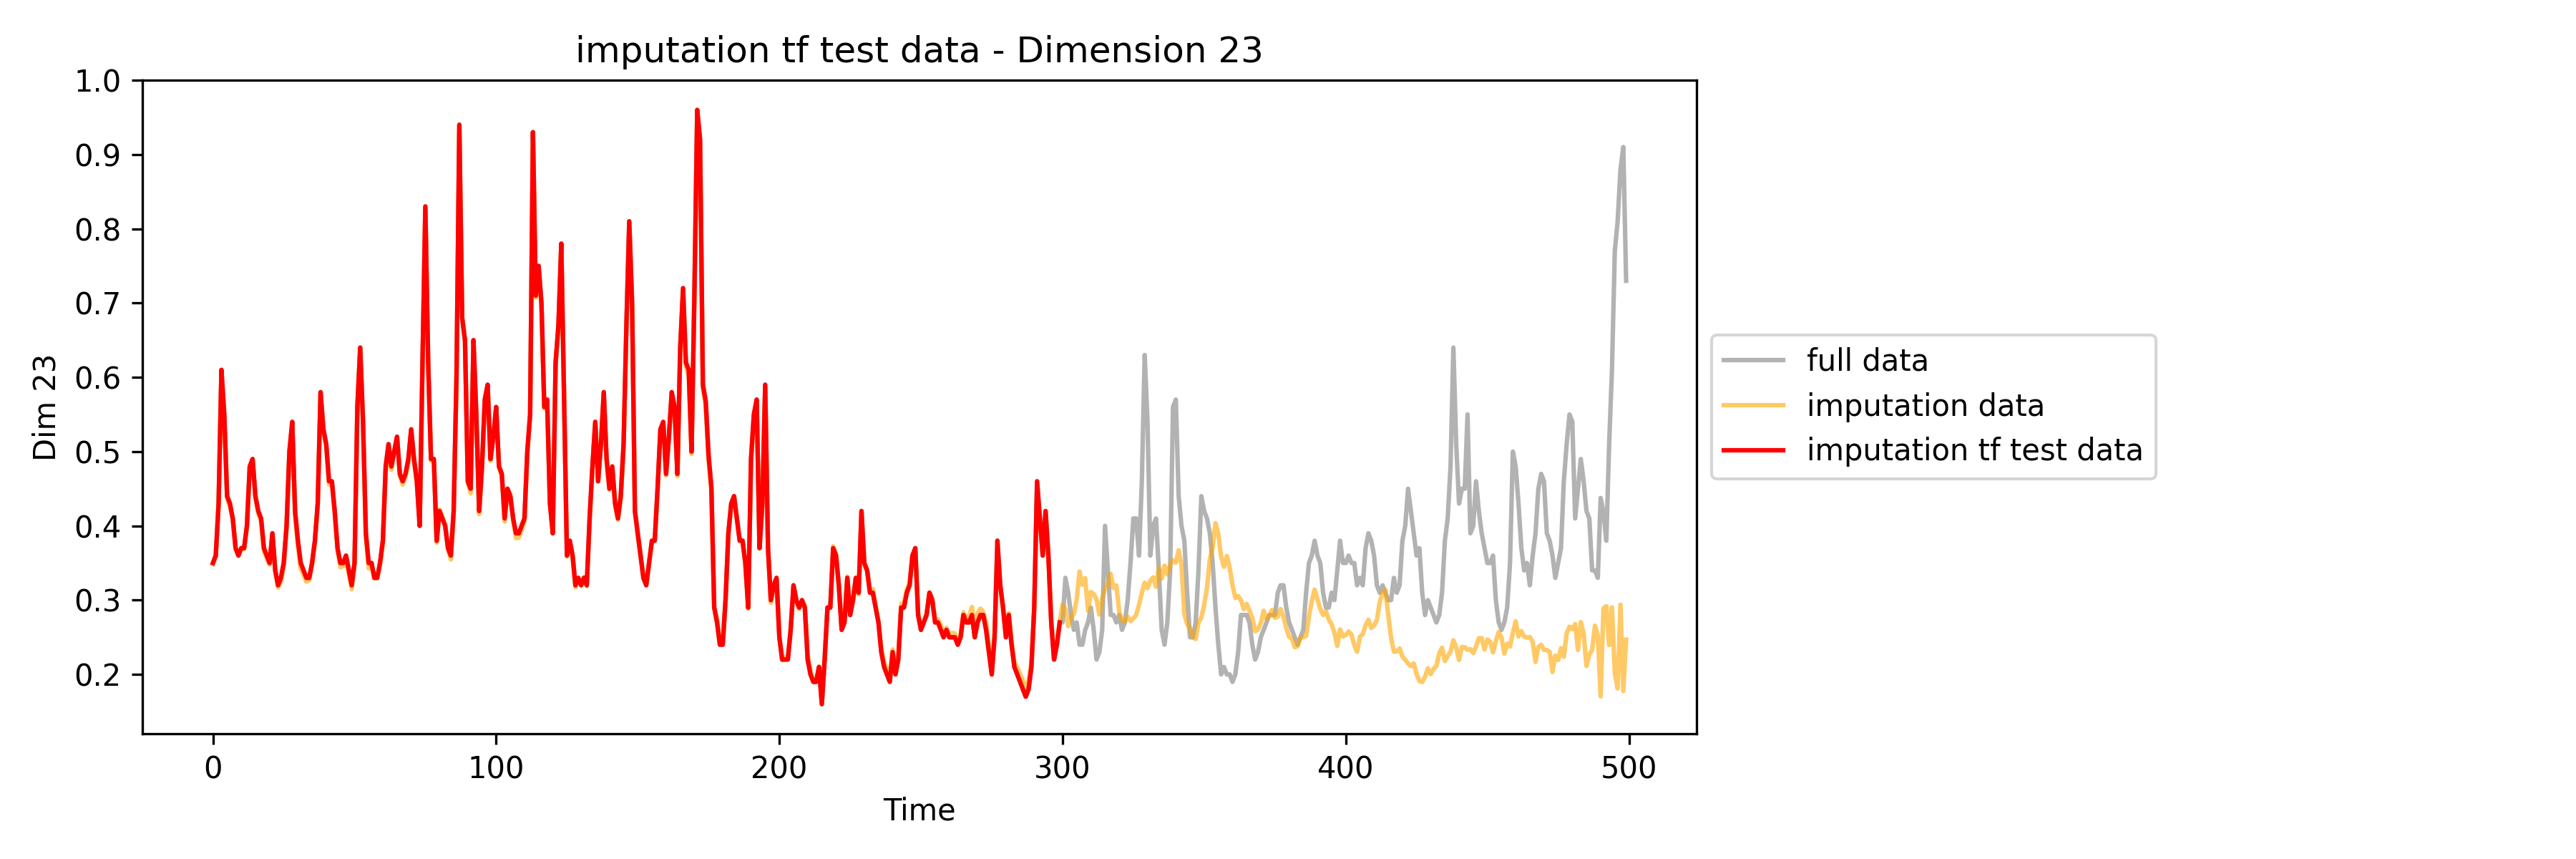 imputation tf test data - Dimension 23
1.0
0.9
0.8
0.7
0.6
0.5
0.4
0.3
0.2
Dim 23
0 100 200 300 400 500
Time
full data
imputation data
imputation tf test data